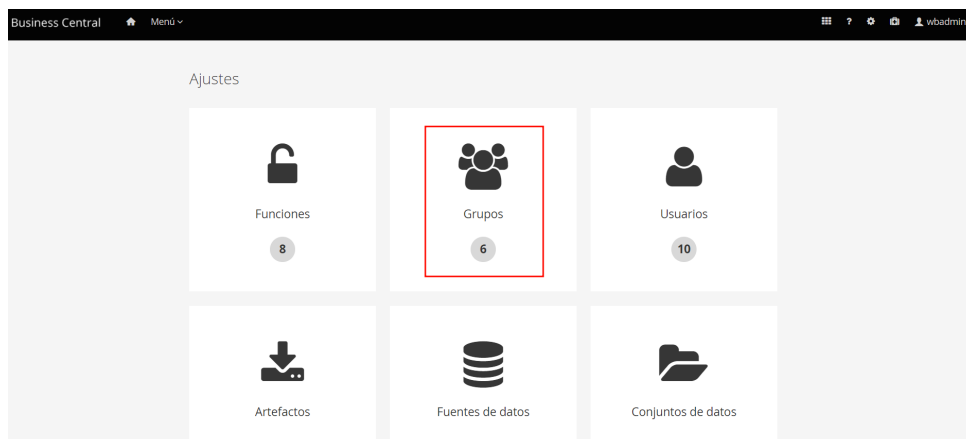 Business Central Menú ? wbadmin
Ajustes
Funciones Grupos Usuarios
8 6 10
Artefactos Fuentes de datos Conjuntos de datos